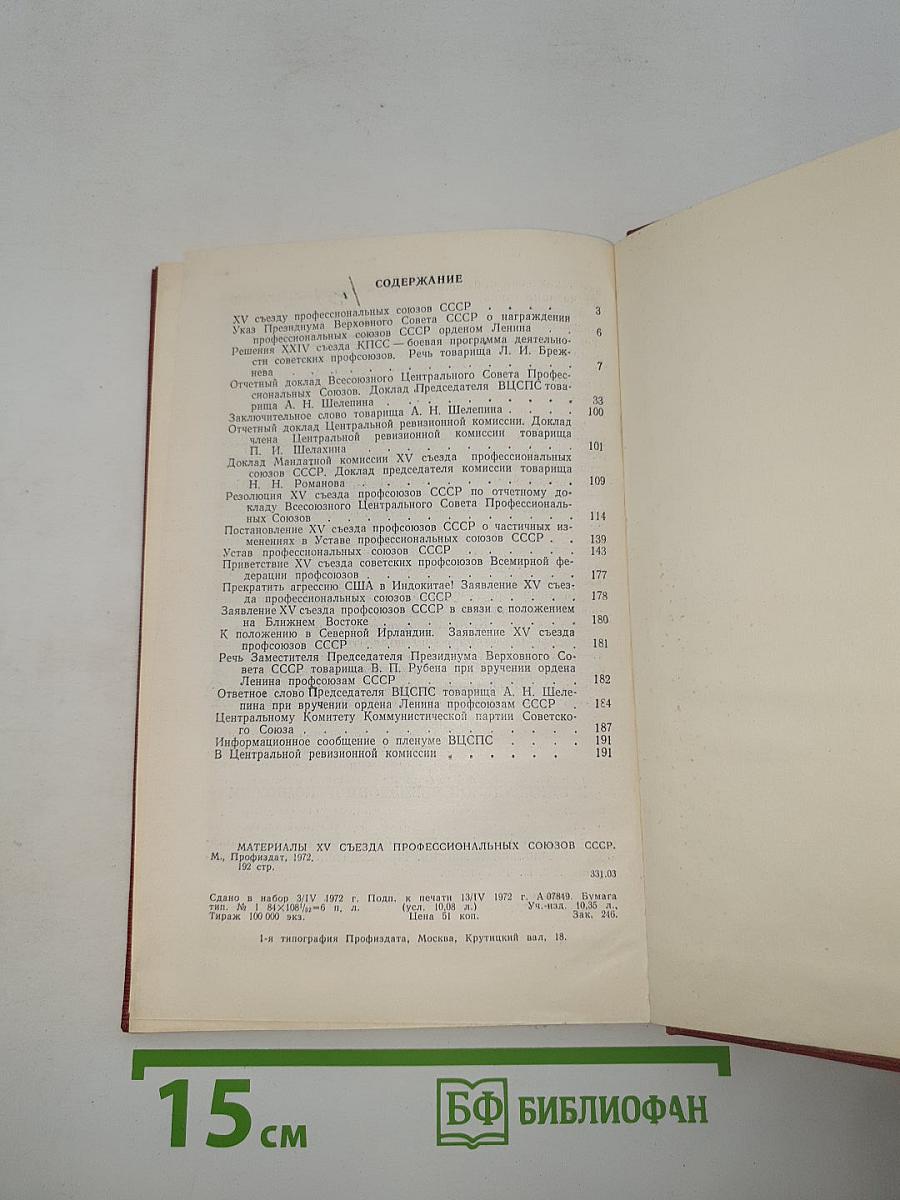 СОДЕРЖАНИЕ
XV съезду профессиональных союзов СССР . . . . 3
Указ Президиума Верховного Совета СССР о награждении
профессиональных союзов СССР орденом Ленина . . 6
Решения XXIV съезда КПСС — боевая программа деятельно-
сти советских профсоюзов. Речь товарища Л. И. Бреж-
нева . . . . . . . . . . . . 7
Отчетный доклад Всесоюзного Центрального Совета Профес-
сиональных Союзов. Доклад Председателя ВЦСПС това-
рища А. Н. Шелепина . . . . . . . . 33
Заключительное слово товарища А. Н. Шелепина . . . . 100
Отчетный доклад Центральной ревизионной комиссии. Доклад
члена Центральной ревизионной комиссии товарища
П. И. Шелахина . . . . . . . . . 101
Доклад Мандатной комиссии XV съезда профессиональных
союзов СССР. Доклад председателя комиссии товарища
Н. Н. Романова . . . . . . . . . 109
Резолюция XV съезда профсоюзов СССР по отчетному до-
кладу Всесоюзного Центрального Совета Профессиональ-
ных Союзов . . . . . . . . . . 114
Постановление XV съезда профсоюзов СССР о частичных из-
менениях в Уставе профессиональных союзов СССР . . 139
Устав профессиональных союзов СССР . . . . . . 143
Приветствие XV съезда советских профсоюзов Всемирной фе-
дерации профсоюзов . . . . . . . . . 177
Прекратить агрессию США в Индокитае! Заявление XV съез-
да профессиональных союзов СССР . . . . . . 178
Заявление XV съезда профсоюзов СССР в связи с положением
на Ближнем Востоке . . . . . . . . . 180
К положению в Северной Ирландии. Заявление XV съезда
профсоюзов СССР . . . . . . . . . 181
Речь Заместителя Председателя Президиума Верховного Со-
вета СССР товарища В. П. Рубена при вручении ордена
Ленина профсоюзам СССР . . . . . . . . 182
Ответное слово Председателя ВЦСПС товарища А. Н. Шеле-
пина при вручении ордена Ленина профсоюзам СССР . 184
Центральному Комитету Коммунистической партии Советско-
го Союза . . . . . . . . . . . 187
Информационное сообщение о пленуме ВЦСПС . . . . 191
В Центральной ревизионной комиссии . . . . . . 191
МАТЕРИАЛЫ XV СЪЕЗДА ПРОФЕССИОНАЛЬНЫХ СОЮЗОВ СССР.
М., Профиздат, 1972.
192 стр.
331.03
Сдано в набор 3/IV 1972 г. Подп. к печати 13/IV 1972 г. А 07849. Бумага
тип. № 1 84×108¹/₃₂=6 п. л. (усл. 10,08 л.) Уч.-изд. 10,35 л.,
Тираж 100 000 экз. Цена 51 коп. Зак. 246.
1-я типография Профиздата, Москва, Крутицкий вал, 18.
15 см
БФ БИБЛИОФАН